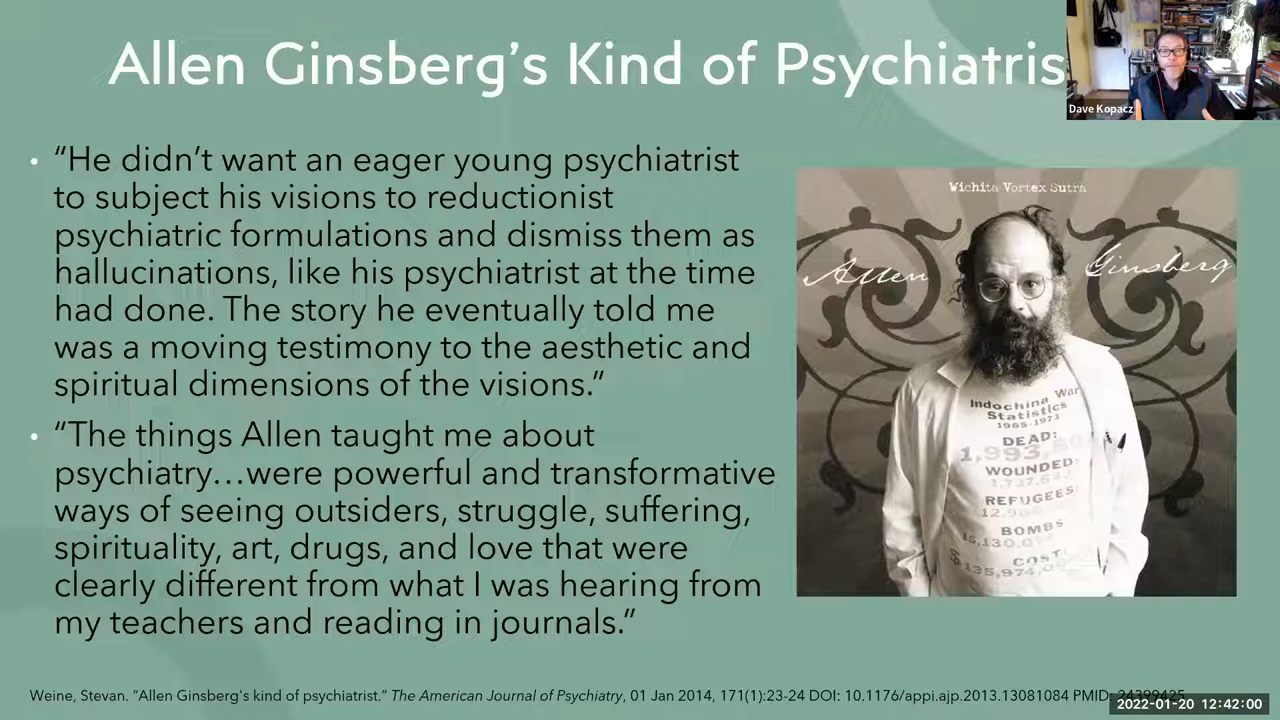 Allen Ginsberg’s Kind of Psychiatris
Dave Kopacz
• “He didn’t want an eager young psychiatrist
to subject his visions to reductionist
psychiatric formulations and dismiss them as
hallucinations, like his psychiatrist at the time
had done. The story he eventually told me
was a moving testimony to the aesthetic and
spiritual dimensions of the visions.”
• “The things Allen taught me about
psychiatry…were powerful and transformative
ways of seeing outsiders, struggle, suffering,
spirituality, art, drugs, and love that were
clearly different from what I was hearing from
my teachers and reading in journals.”
Wichita Vortex Sutra
Allen Ginsberg
Indochina War
Statistics
1965-1973
DEAD:
WOUNDED:
REFUGEES:
BOMBS
COST:
Weine, Stevan. “Allen Ginsberg's kind of psychiatrist.” The American Journal of Psychiatry, 01 Jan 2014, 171(1):23-24 DOI: 10.1176/appi.ajp.2013.13081084 PMID: 24399425
2022-01-20 12:42:00